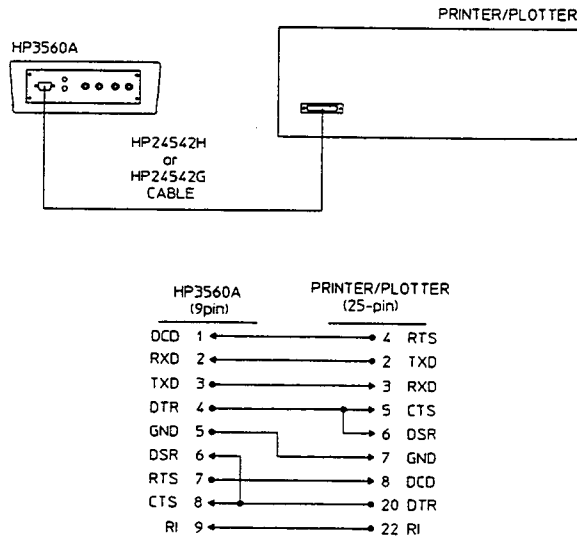 PRINTER/PLOTTER
HP3560A
HP24542H
or
HP24542G
CABLE
HP3560A PRINTER/PLOTTER
(9pin) (25-pin)
DCD 1 4 RTS
RXD 2 2 TXD
TXD 3 3 RXD
DTR 4 5 CTS
GND 5 6 DSR
DSR 6 7 GND
RTS 7 8 DCD
CTS 8 20 DTR
RI 9 22 RI